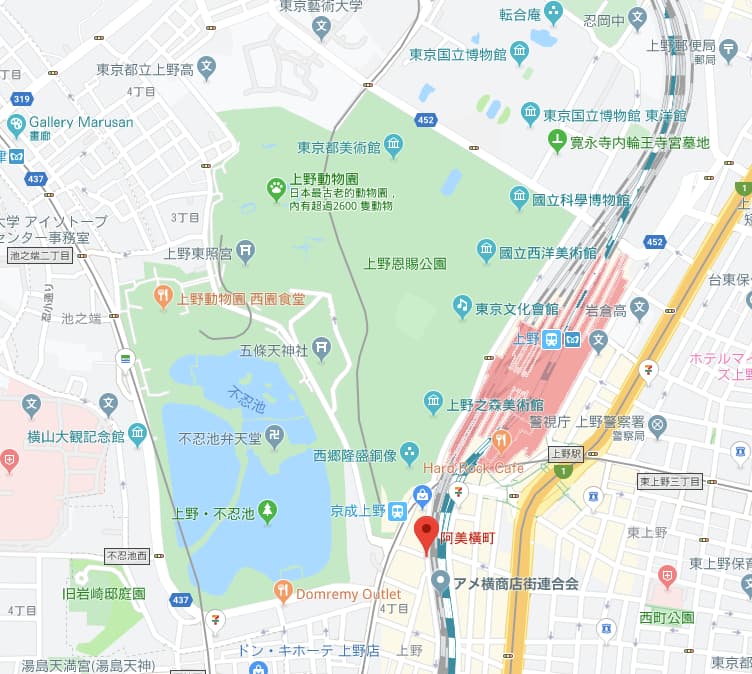 東京藝術大学
転合庵
忍岡中
東京国立博物館
上野郵便局
郵局
東京都立上野高
4丁目
319
Gallery Marusan
畫廊
452
東京国立博物館 東洋館
東京都美術館
寛永寺内輪王寺宮墓地
437
上野動物園
日本最古老的動物園，
內有超過2600 隻動物
國立科學博物館
1
3丁目
大学 アイソトープ
センター事務室
池之端二丁目
上野東照宮
上野恩賜公園
國立西洋美術館
452
台東保
忍小通り
池之端
上野動物園 西園食堂
東京文化會館
岩倉高
上野
五條天神社
ホテルマイ
ズ上野
不忍池
上野之森美術館
横山大観記念館
不忍池弁天堂
警視庁 上野警察署
警察局
西郷隆盛銅像
Hard Rock Cafe
上野駅
1
東上野三丁目
上野・不忍池
京成上野
阿美橫町
東上野
不忍池西
アメ横商店街連合会
東上野保育
旧岩崎邸庭園
437
Domremy Outlet
西町公園
4丁目
4丁目
ドン・キホーテ 上野店
上野
湯島天満宮(湯島天神)
東京都